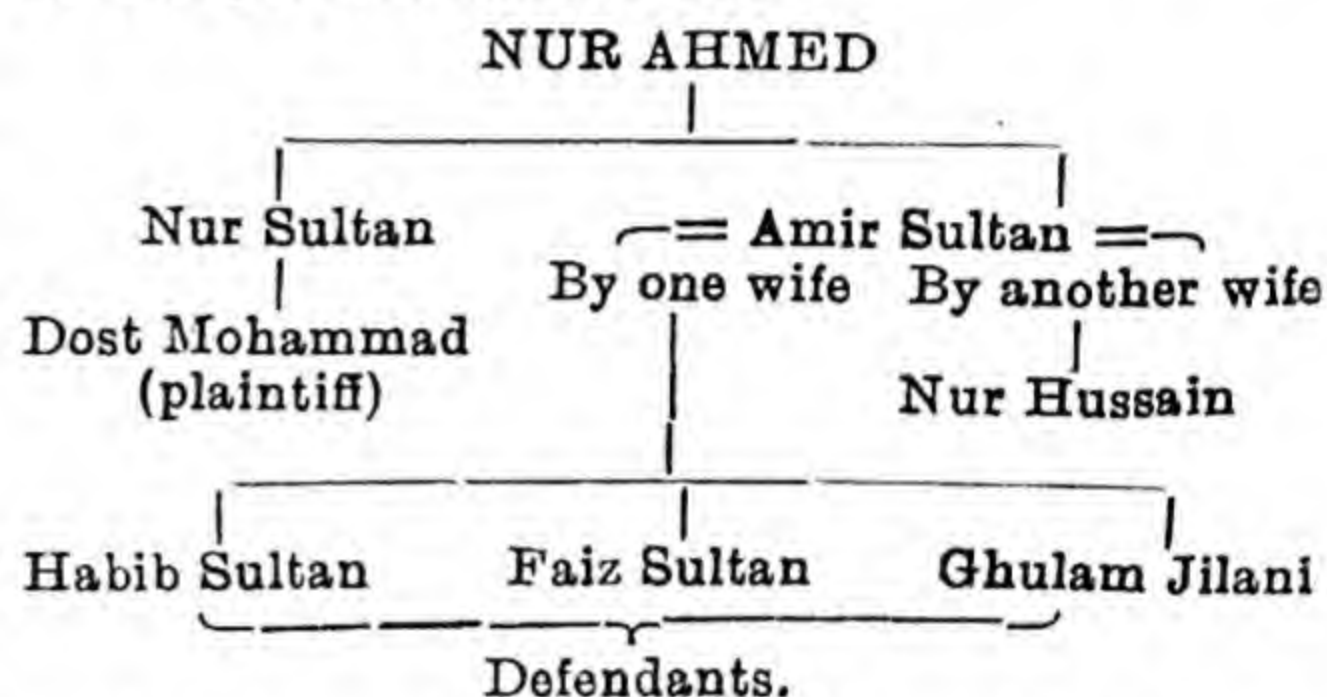 NUR AHMED
Nur Sultan = Amir Sultan =
By one wife By another wife
Dost Mohammad
(plaintiff) Nur Hussain
Habib Sultan Faiz Sultan Ghulam Jilani
Defendants.